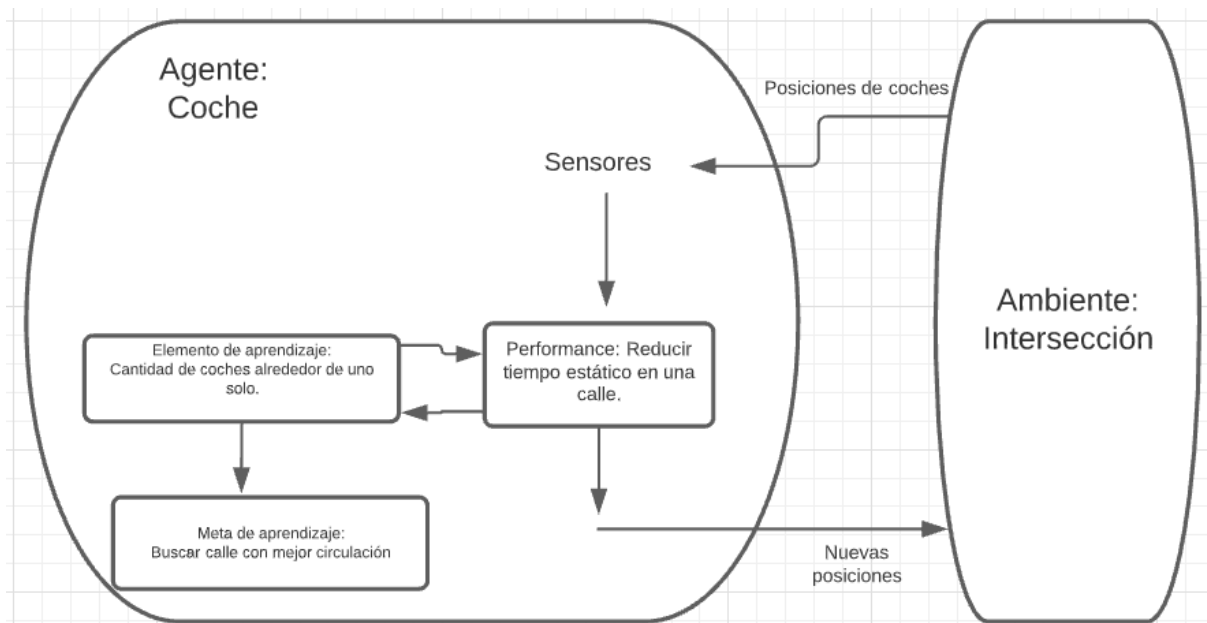 Agente:
Coche
Posiciones de coches
Sensores
Ambiente:
Intersección
Elemento de aprendizaje:
Cantidad de coches alrededor de uno
solo.
Performance: Reducir
tiempo estático en una
calle.
Meta de aprendizaje:
Buscar calle con mejor circulación
Nuevas
posiciones